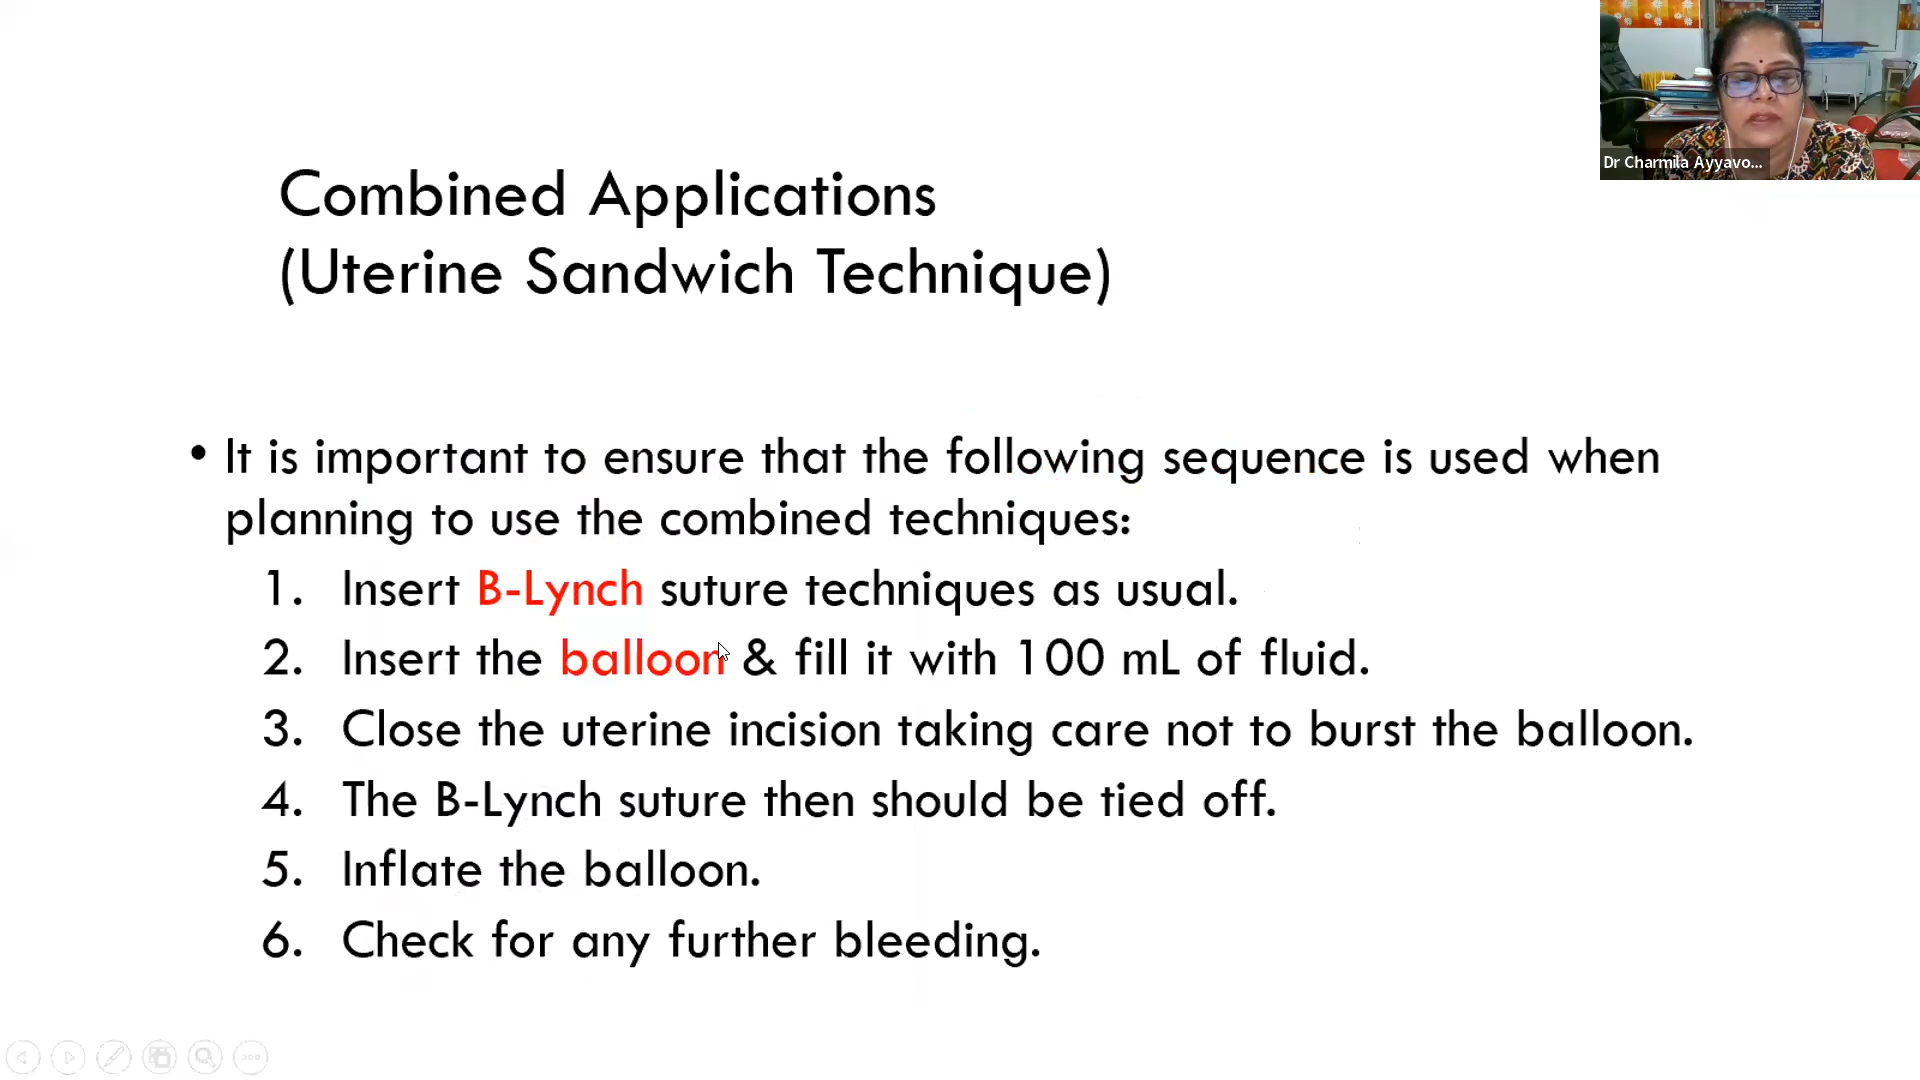 Dr Charmila Ayyavo...
Combined Applications
(Uterine Sandwich Technique)
• It is important to ensure that the following sequence is used when
planning to use the combined techniques:
1. Insert B-Lynch suture techniques as usual.
2. Insert the balloon & fill it with 100 mL of fluid.
3. Close the uterine incision taking care not to burst the balloon.
4. The B-Lynch suture then should be tied off.
5. Inflate the balloon.
6. Check for any further bleeding.